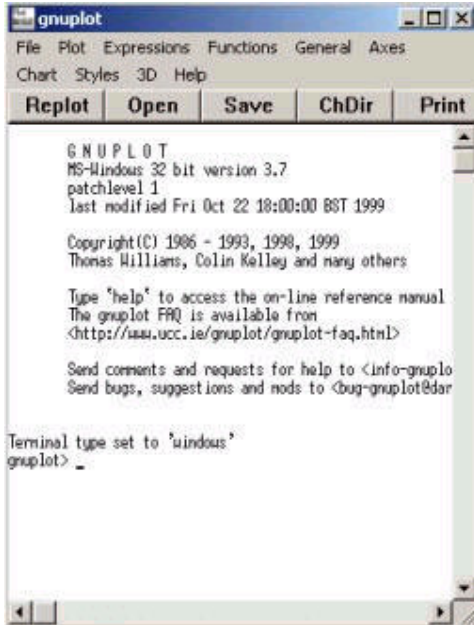 gnuplot
File Plot Expressions Functions General Axes
Chart Styles 3D Help
Replot Open Save ChDir Print
G N U P L O T
MS-Windows 32 bit version 3.7
patchlevel 1
last modified Fri Oct 22 18:00:00 BST 1999
Copyright(C) 1986 - 1993, 1998, 1999
Thomas Williams, Colin Kelley and many others
Type `help` to access the on-line reference manual
The gnuplot FAQ is available from
<http://www.ucc.ie/gnuplot/gnuplot-faq.html>
Send comments and requests for help to <info-gnuplo
Send bugs, suggestions and mods to <bug-gnuplot@dar
Terminal type set to 'windows'
gnuplot> _